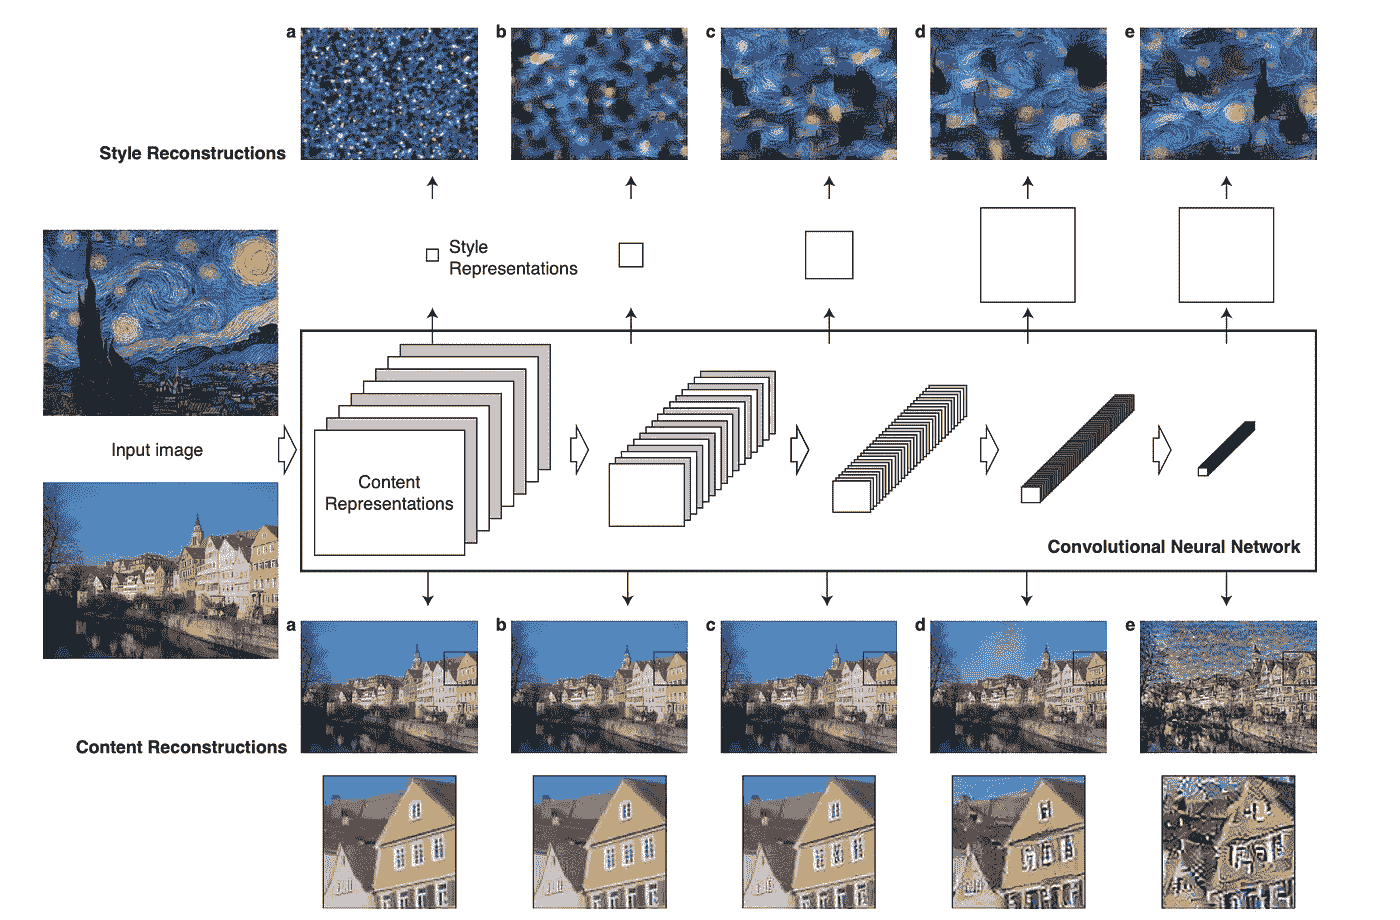 a
b
c
d
e
Style Reconstructions
Style
Representations
Input image
Content
Representations
Convolutional Neural Network
a
b
c
d
e
Content Reconstructions